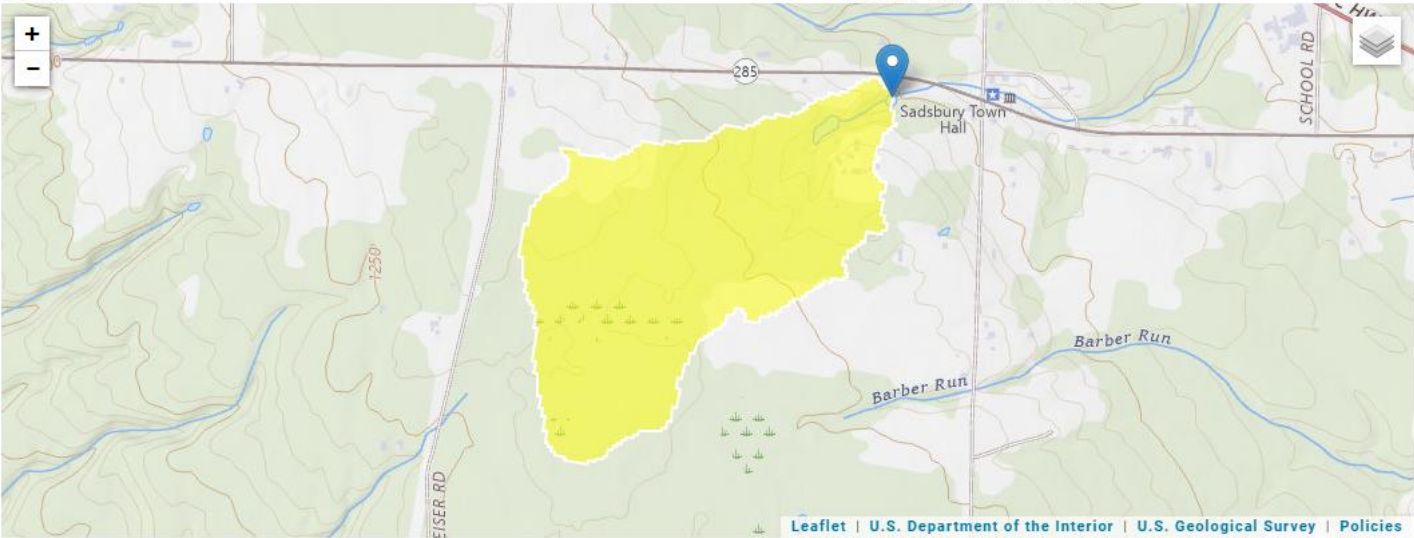 +
−
285
C HW
SCHOOL RD
Sadsbury Town
Hall
1250
Barber Run
Barber Run
EISER RD
Leaflet | U.S. Department of the Interior | U.S. Geological Survey | Policies